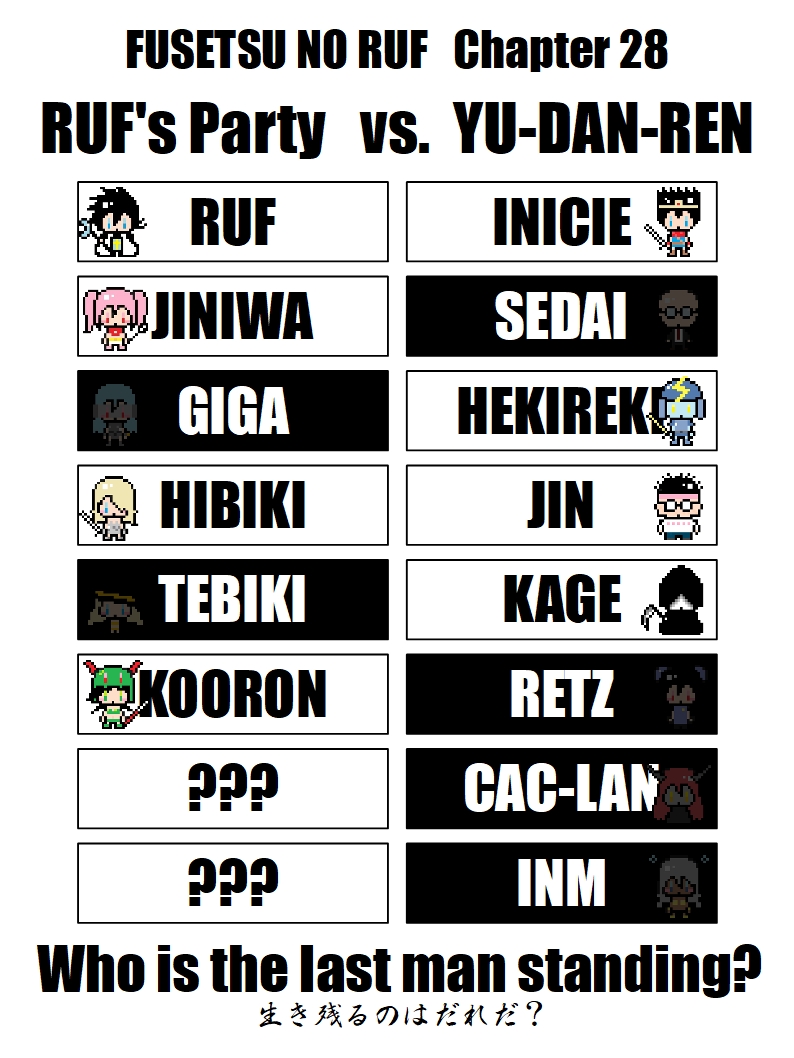 FUSETSU NO RUF Chapter 28
RUF's Party vs. YU-DAN-REN
RUF INICIE
JINIWA SEDAI
GIGA HEKIREKI
HIBIKI JIN
TEBIKI KAGE
KOORON RETZ
??? CAC-LAN
??? INM
Who is the last man standing?
生き残るのはだれだ？